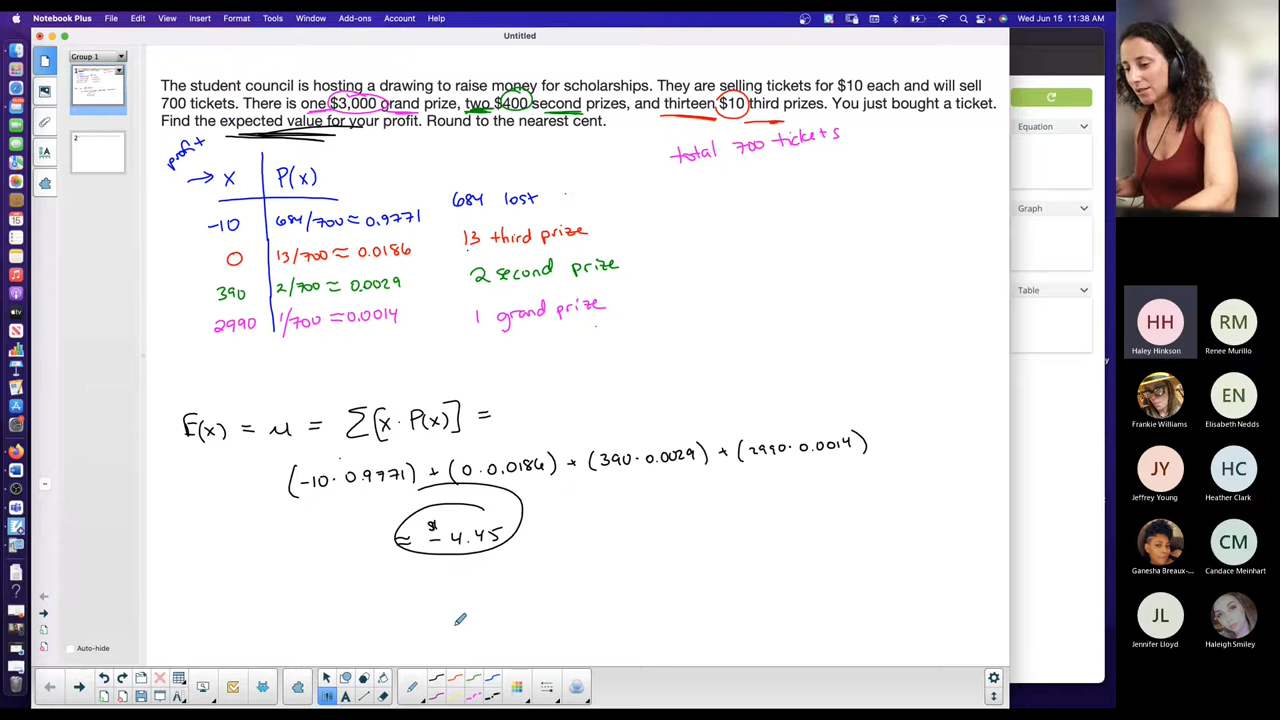 Notebook Plus File Edit View Insert Format Tools Window Add-ons Account Help Wed Jun 15 11:38 AM
Untitled
Group 1
The student council is hosting a drawing to raise money for scholarships. They are selling tickets for $10 each and will sell
700 tickets. There is one $3,000 grand prize, two $400 second prizes, and thirteen $10 third prizes. You just bought a ticket.
Find the expected value for your profit. Round to the nearest cent.
total 700 tickets
profit
→ x P(x)
-10 684/700 ≈ 0.9771 684 lost
0 13/700 ≈ 0.0186 13 third prize
390 2/700 ≈ 0.0029 2 second prize
2990 1/700 ≈ 0.0014 1 grand prize
E(x) = μ = Σ[x · P(x)] =
(-10 · 0.9771) + (0 · 0.0186) + (390 · 0.0029) + (2990 · 0.0014)
≈ -$4.45
Auto-hide
Equation
Graph
Table
HH
Haley Hinkson
RM
Renee Murillo
Frankie Williams
EN
Elisabeth Nedds
JY
Jeffrey Young
HC
Heather Clark
Ganesha Breaux-...
CM
Candace Meinhart
JL
Jennifer Lloyd
Haleigh Smiley